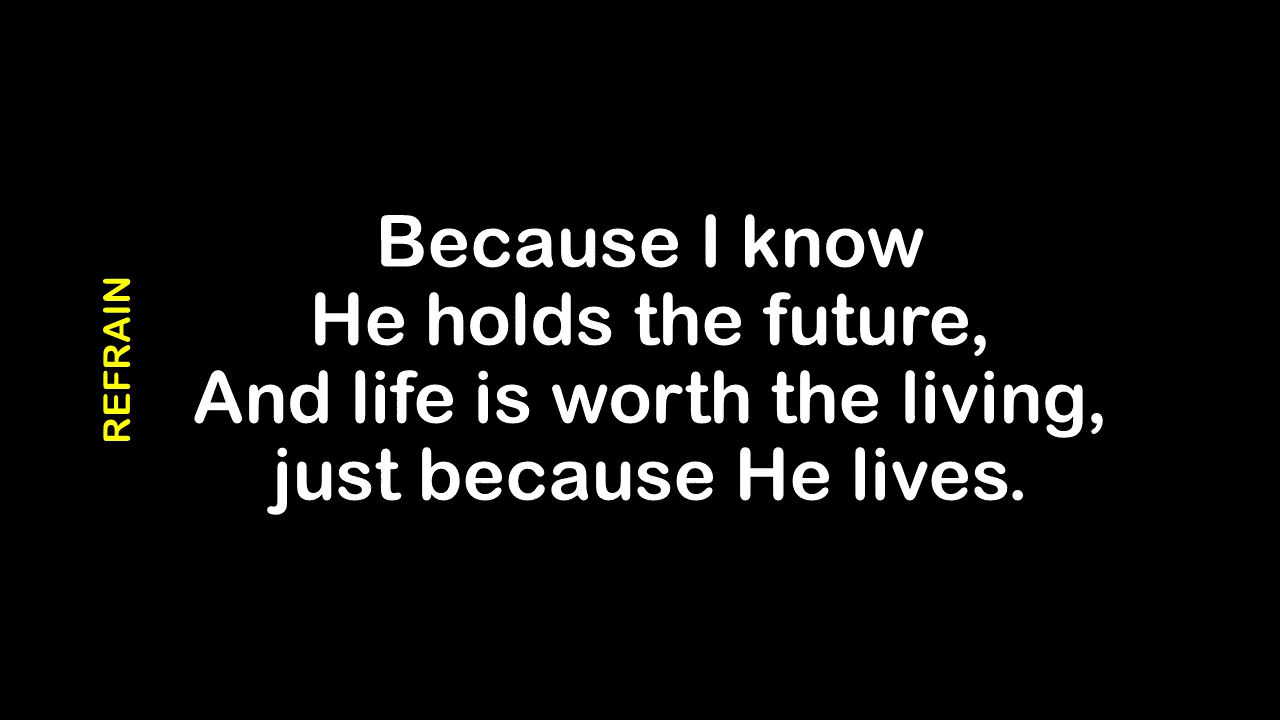 REFRAIN
Because I know
He holds the future,
And life is worth the living,
just because He lives.